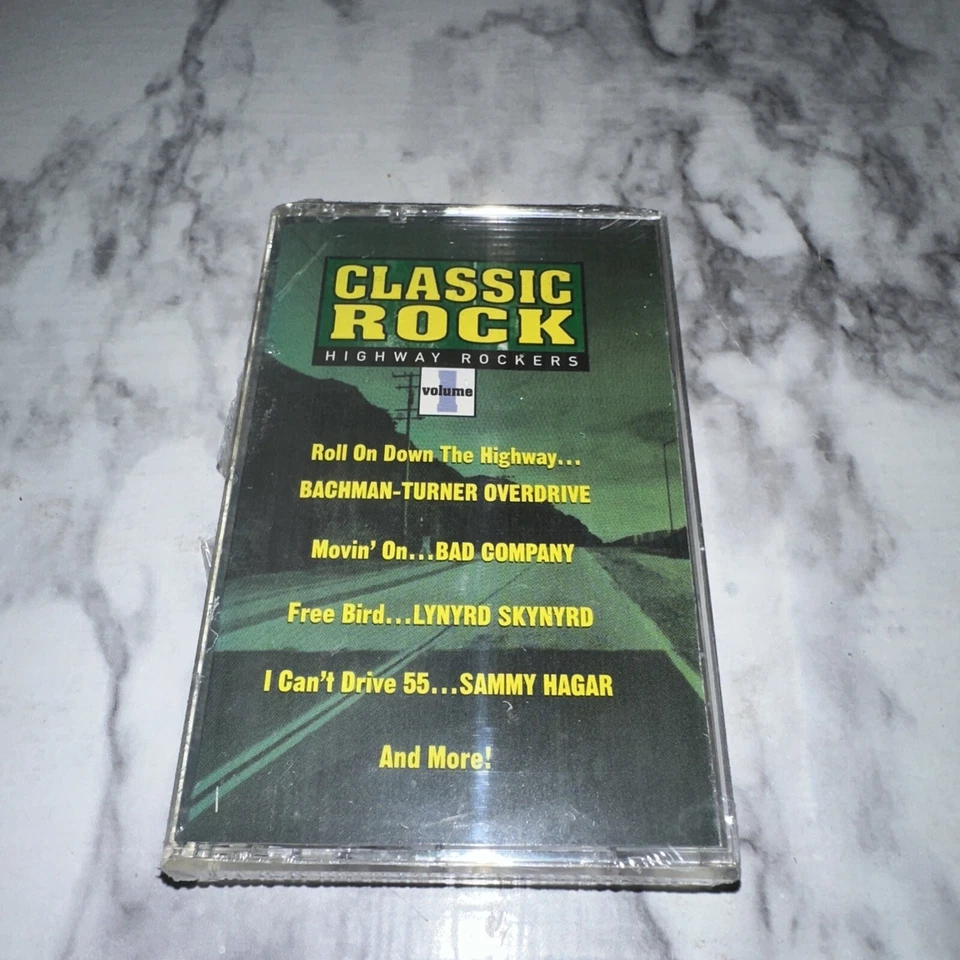 CLASSIC
ROCK
HIGHWAY ROCKERS
volume
1
Roll On Down The Highway...
BACHMAN-TURNER OVERDRIVE
Movin' On...BAD COMPANY
Free Bird...LYNYRD SKYNYRD
I Can't Drive 55...SAMMY HAGAR
And More!